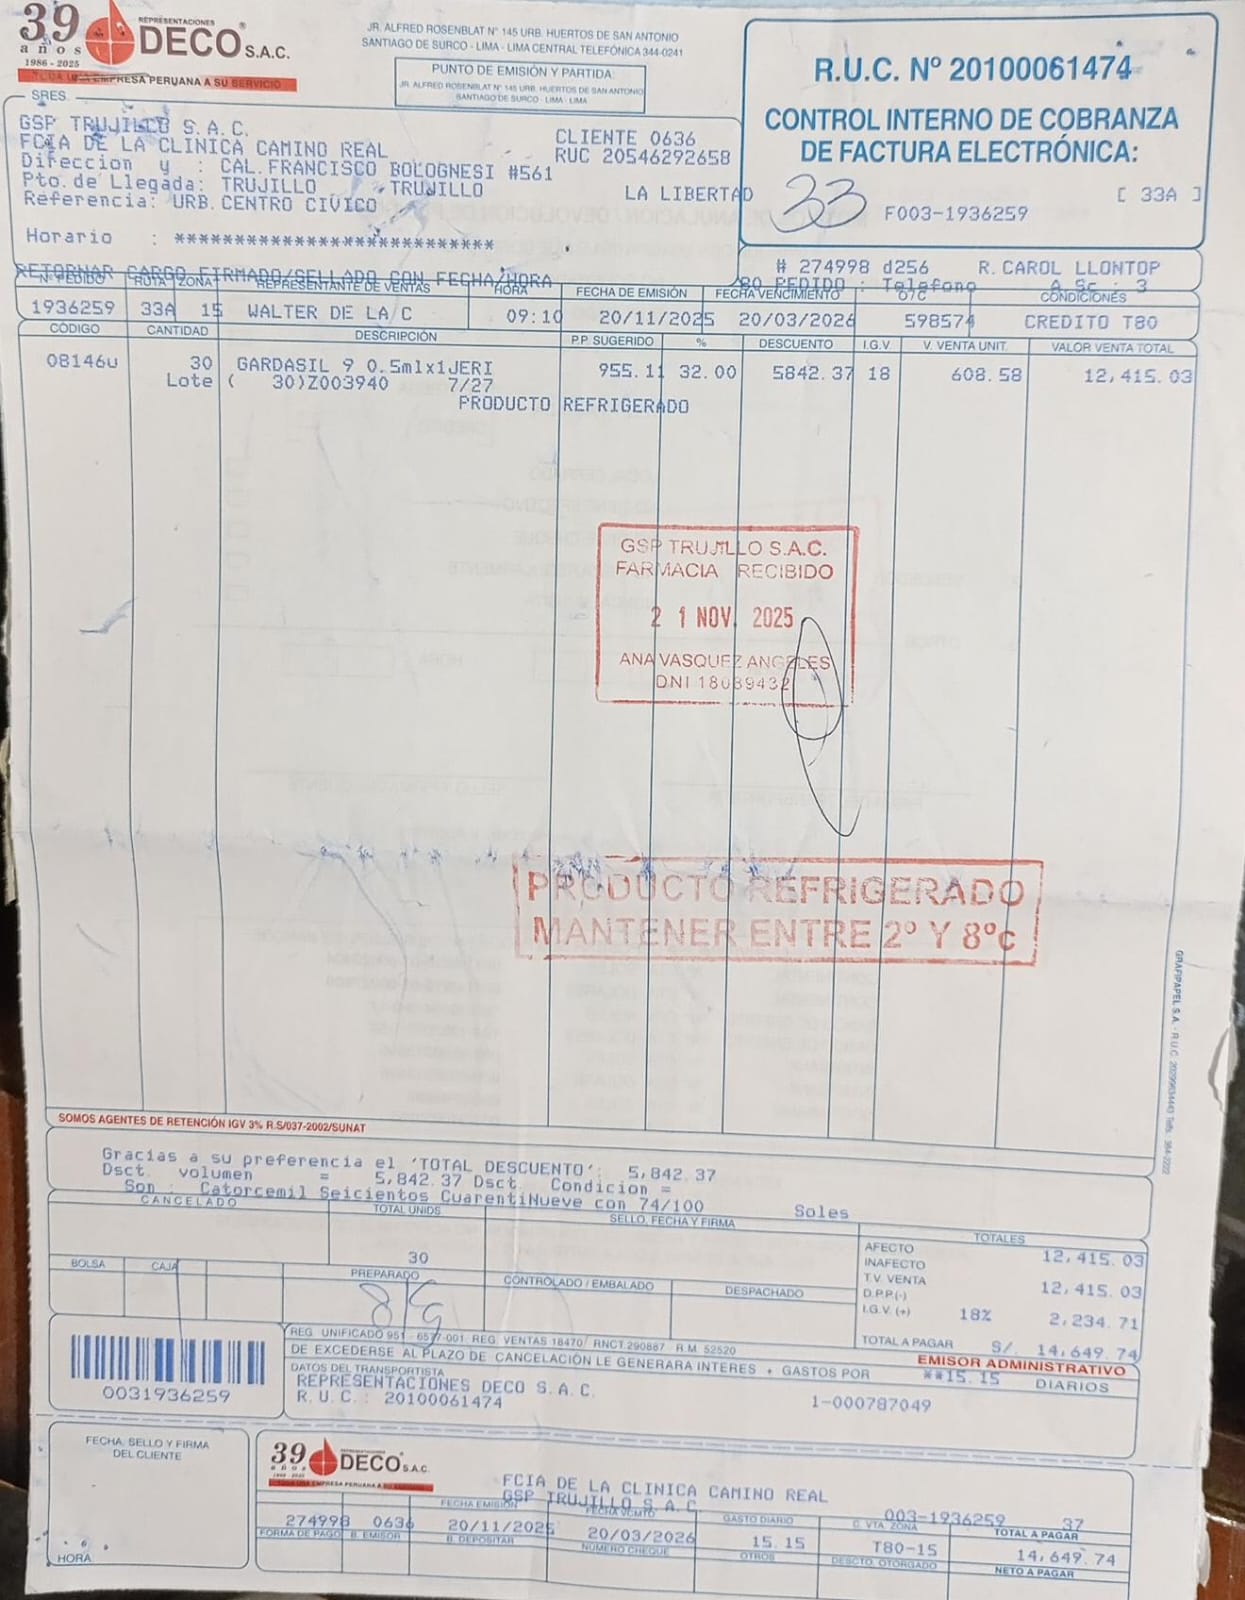 39 años
1986 - 2025
REPRESENTACIONES
DECO S.A.C.
EMPRESA PERUANA A SU SERVICIO
JR. ALFRED ROSENBLAT N° 145 URB. HUERTOS DE SAN ANTONIO
SANTIAGO DE SURCO - LIMA - LIMA CENTRAL TELEFÓNICA 344-0241
PUNTO DE EMISIÓN Y PARTIDA:
JR. ALFRED ROSENBLAT N° 145 URB. HUERTOS DE SAN ANTONIO
SANTIAGO DE SURCO - LIMA - LIMA
R.U.C. Nº 20100061474
CONTROL INTERNO DE COBRANZA
DE FACTURA ELECTRÓNICA:
33 F003-1936259 [ 33A ]
SRES.
GSP TRUJILLO S.A.C.
FCIA DE LA CLINICA CAMINO REAL
CLIENTE 0636
RUC 20546292658
Direccion y : CAL.FRANCISCO BOLOGNESI #561
Pto.de Llegada: TRUJILLO - TRUJILLO LA LIBERTAD
Referencia: URB.CENTRO CIVICO
Horario : **************************
RETORNAR CARGO FIRMADO/SELLADO CON FECHA/HORA
# 274998 d256 R.CAROL LLONTOP
PEDIDO : Telefono A.Sc : 3
Nº PEDIDO RUTA ZONA REPRESENTANTE DE VENTAS HORA FECHA DE EMISIÓN FECHA VENCIMIENTO O/C CONDICIONES
1936259 33A 15 WALTER DE LA/C 09:10 20/11/2025 20/03/2026 598574 CREDITO T80
CÓDIGO CANTIDAD DESCRIPCIÓN P.P. SUGERIDO % DESCUENTO I.G.V. V. VENTA UNIT. VALOR VENTA TOTAL
08146u 30 GARDASIL 9 0.5mlx1JERI 955.11 32.00 5842.37 18 608.58 12,415.03
Lote ( 30)Z003940 7/27
PRODUCTO REFRIGERADO
GSP TRUJILLO S.A.C.
FARMACIA RECIBIDO
2 1 NOV. 2025
ANA VASQUEZ ANGELES
DNI 18089432
PRODUCTO REFRIGERADO
MANTENER ENTRE 2º Y 8ºc
GRAFIPAPEL S.A. - R.U.C.
SOMOS AGENTES DE RETENCIÓN IGV 3% R.S/037-2002/SUNAT
Gracias a su preferencia el 'TOTAL DESCUENTO': 5,842.37
Dsct. volumen = 5,842.37 Dsct. Condicion =
Son : Catorcemil Seicientos CuarentiNueve con 74/100 Soles
CANCELADO TOTAL UNIDS SELLO, FECHA Y FIRMA TOTALES
30
AFECTO 12,415.03
INAFECTO
T.V. VENTA 12,415.03
D.P.P.(-)
I.G.V. (+) 18% 2,234.71
TOTAL A PAGAR S/. 14,649.74
BOLSA CAJA PREPARADO CONTROLADO / EMBALADO DESPACHADO
REG. UNIFICADO 951 - 6577-001 REG. VENTAS 18470/ RNCT.290887 - R.M. 52520
DE EXCEDERSE AL PLAZO DE CANCELACIÓN LE GENERARA INTERES + GASTOS POR **15.15 DIARIOS
EMISOR ADMINISTRATIVO
DATOS DEL TRANSPORTISTA
REPRESENTACIONES DECO S.A.C.
R.U.C.: 20100061474
1-000787049
0031936259
FECHA, SELLO Y FIRMA
DEL CLIENTE
HORA
39 años
DECO S.A.C.
FCIA DE LA CLINICA CAMINO REAL
GSP TRUJILLO S.A.C.
003-1936259 37
FECHA EMISIÓN FECHA VCMTO GASTO DIARIO C. VTA. ZONA TOTAL A PAGAR
274998 0636 20/11/2025 20/03/2026 15.15 T80-15 14,649.74
FORMA DE PAGO B. EMISOR B. DEPOSITAR NUMERO CHEQUE OTROS DESCTO. OTORGADO NETO A PAGAR